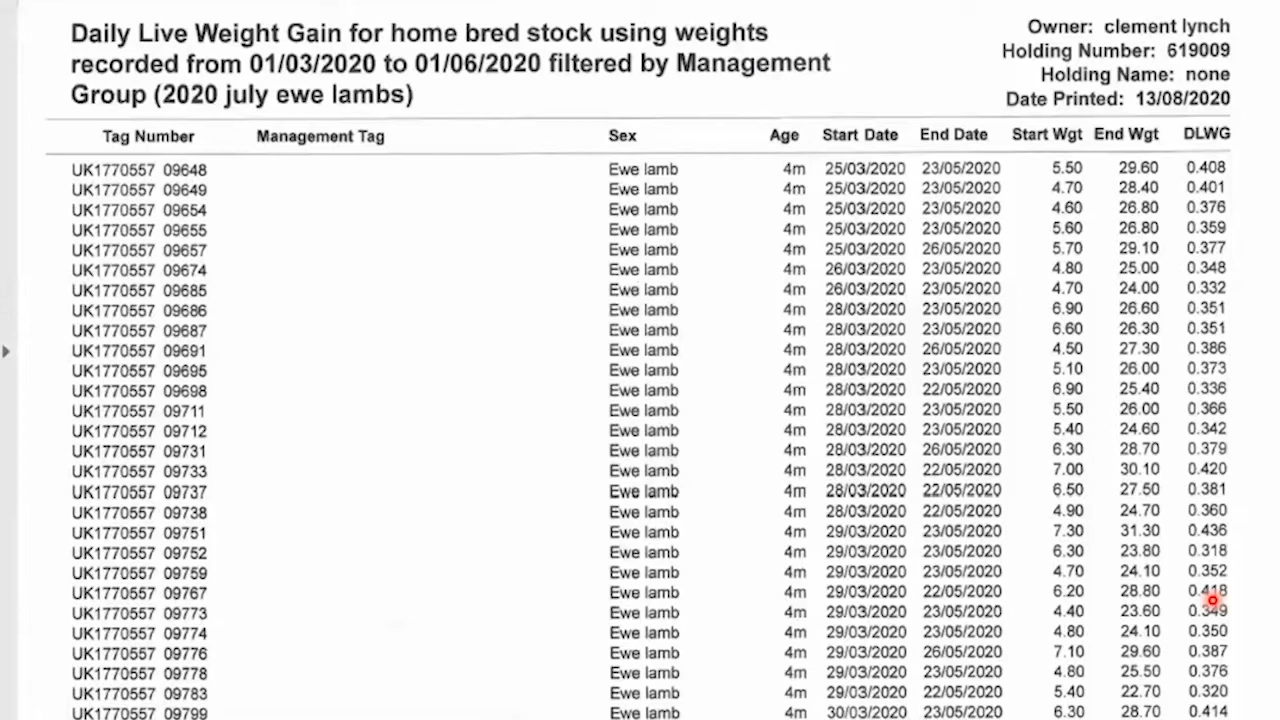 Daily Live Weight Gain for home bred stock using weights
recorded from 01/03/2020 to 01/06/2020 filtered by Management
Group (2020 july ewe lambs)
Owner: clement lynch
Holding Number: 619009
Holding Name: none
Date Printed: 13/08/2020
Tag Number Management Tag Sex Age Start Date End Date Start Wgt End Wgt DLWG
UK1770557 09648 Ewe lamb 4m 25/03/2020 23/05/2020 5.50 29.60 0.408
UK1770557 09649 Ewe lamb 4m 25/03/2020 23/05/2020 4.70 28.40 0.401
UK1770557 09654 Ewe lamb 4m 25/03/2020 23/05/2020 4.60 26.80 0.376
UK1770557 09655 Ewe lamb 4m 25/03/2020 23/05/2020 5.60 26.80 0.359
UK1770557 09657 Ewe lamb 4m 25/03/2020 26/05/2020 5.70 29.10 0.377
UK1770557 09674 Ewe lamb 4m 26/03/2020 23/05/2020 4.80 25.00 0.348
UK1770557 09685 Ewe lamb 4m 26/03/2020 23/05/2020 4.70 24.00 0.332
UK1770557 09686 Ewe lamb 4m 28/03/2020 23/05/2020 6.90 26.60 0.351
UK1770557 09687 Ewe lamb 4m 28/03/2020 23/05/2020 6.60 26.30 0.351
UK1770557 09691 Ewe lamb 4m 28/03/2020 26/05/2020 4.50 27.30 0.386
UK1770557 09695 Ewe lamb 4m 28/03/2020 23/05/2020 5.10 26.00 0.373
UK1770557 09698 Ewe lamb 4m 28/03/2020 22/05/2020 6.90 25.40 0.336
UK1770557 09711 Ewe lamb 4m 28/03/2020 23/05/2020 5.50 26.00 0.366
UK1770557 09712 Ewe lamb 4m 28/03/2020 23/05/2020 5.40 24.60 0.342
UK1770557 09731 Ewe lamb 4m 28/03/2020 26/05/2020 6.30 28.70 0.379
UK1770557 09733 Ewe lamb 4m 28/03/2020 22/05/2020 7.00 30.10 0.420
UK1770557 09737 Ewe lamb 4m 28/03/2020 22/05/2020 6.50 27.50 0.381
UK1770557 09738 Ewe lamb 4m 28/03/2020 22/05/2020 4.90 24.70 0.360
UK1770557 09751 Ewe lamb 4m 29/03/2020 23/05/2020 7.30 31.30 0.436
UK1770557 09752 Ewe lamb 4m 29/03/2020 23/05/2020 6.30 23.80 0.318
UK1770557 09759 Ewe lamb 4m 29/03/2020 23/05/2020 4.70 24.10 0.352
UK1770557 09767 Ewe lamb 4m 29/03/2020 22/05/2020 6.20 28.80 0.418
UK1770557 09773 Ewe lamb 4m 29/03/2020 23/05/2020 4.40 23.60 0.349
UK1770557 09774 Ewe lamb 4m 29/03/2020 23/05/2020 4.80 24.10 0.350
UK1770557 09776 Ewe lamb 4m 29/03/2020 26/05/2020 7.10 29.60 0.387
UK1770557 09778 Ewe lamb 4m 29/03/2020 23/05/2020 4.80 25.50 0.376
UK1770557 09783 Ewe lamb 4m 29/03/2020 22/05/2020 5.40 22.70 0.320
UK1770557 09799 Ewe lamb 4m 30/03/2020 23/05/2020 6.30 28.70 0.414